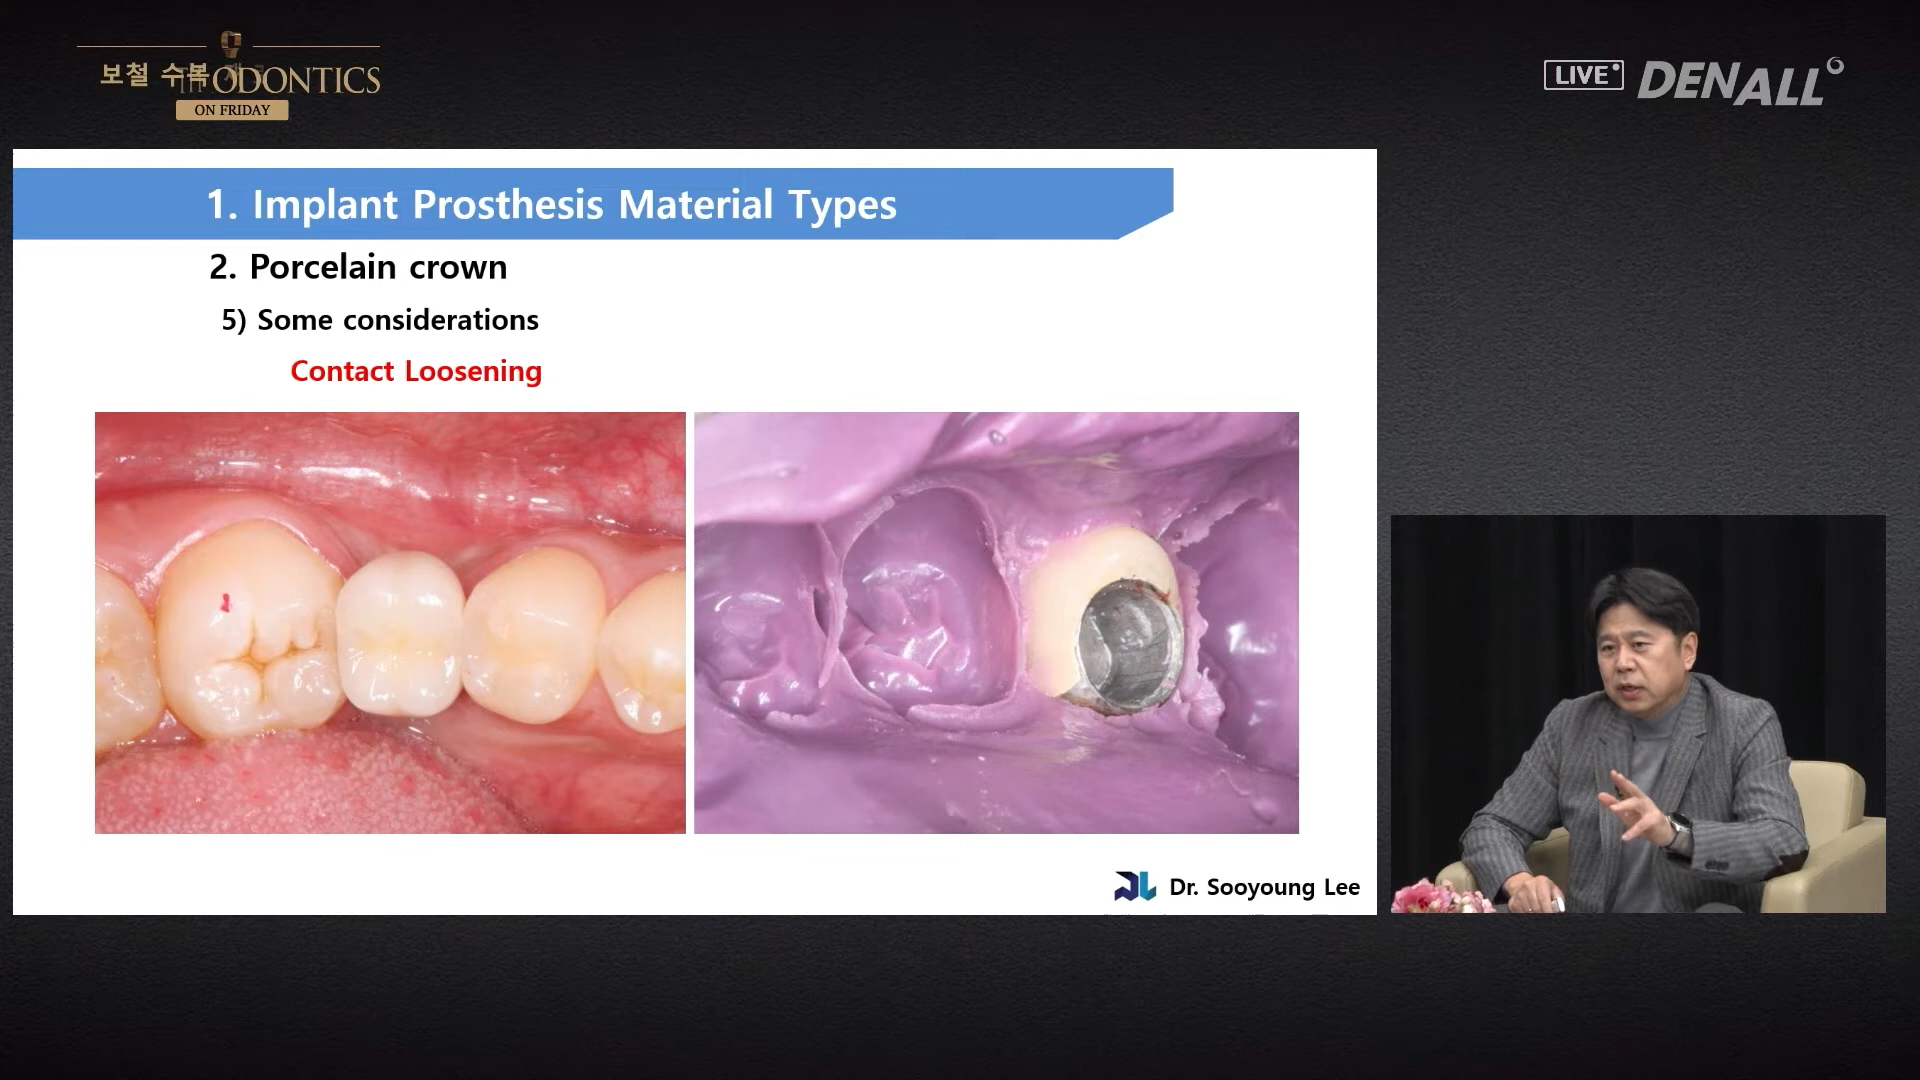 보철 수복
ODONTICS
ON FRIDAY
LIVE
DENALL
1. Implant Prosthesis Material Types
2. Porcelain crown
5) Some considerations
Contact Loosening
Dr. Sooyoung Lee